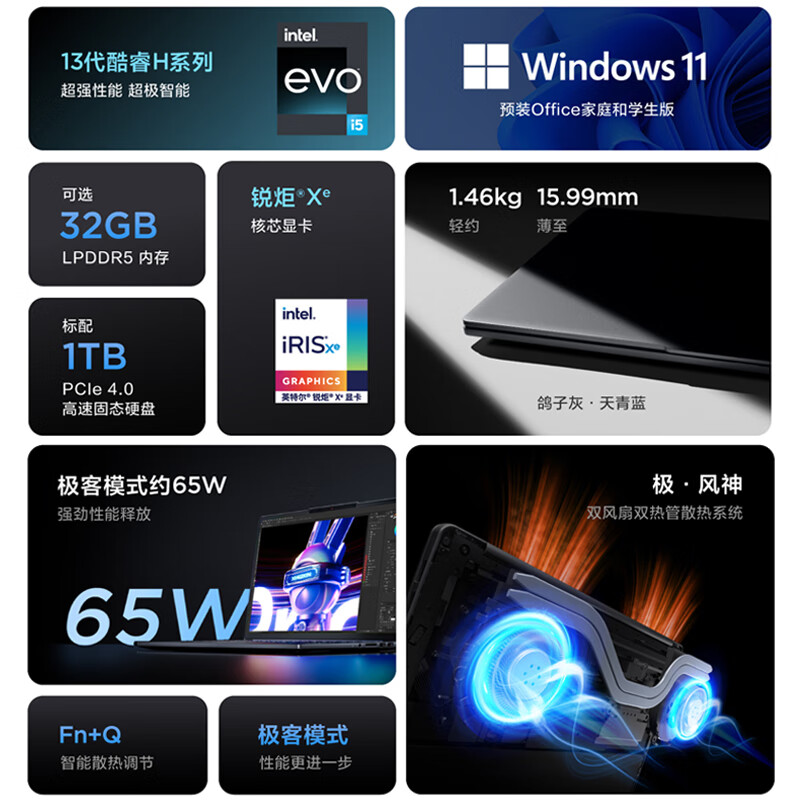 13代酷睿H系列
超强性能 超极智能
intel.
evo
i5
Windows 11
预装Office家庭和学生版
可选
32GB
LPDDR5 内存
标配
1TB
PCIe 4.0
高速固态硬盘
锐炬®Xe
核芯显卡
intel.
iRISxe
GRAPHICS
英特尔® 锐炬® Xe 显卡
1.46kg 15.99mm
轻约 薄至
鸽子灰 · 天青蓝
极客模式约65W
强劲性能释放
65W
极 · 风神
双风扇双热管散热系统
Fn+Q
智能散热调节
极客模式
性能更进一步